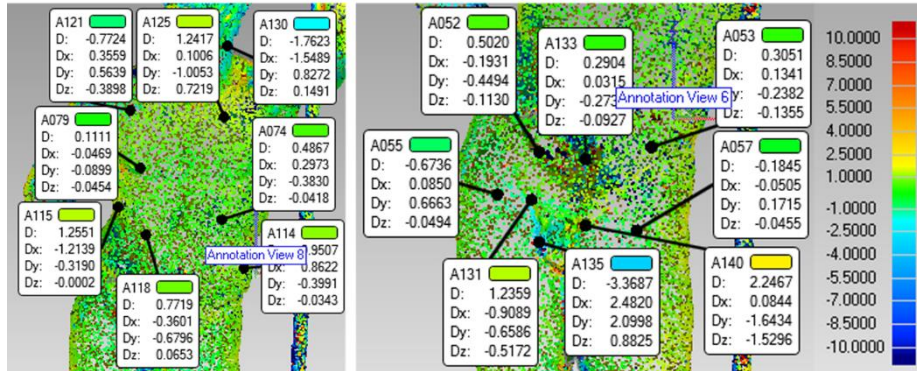 A121
D: -0.7724
Dx: 0.3559
Dy: 0.5639
Dz: -0.3898
A125
D: 1.2417
Dx: 0.1006
Dy: -1.0053
Dz: 0.7219
A130
D: -1.7623
Dx: -1.5489
Dy: 0.8272
Dz: 0.1491
A079
D: 0.1111
Dx: -0.0469
Dy: -0.0899
Dz: -0.0454
A074
D: 0.4867
Dx: 0.2973
Dy: -0.3830
Dz: -0.0418
A115
D: 1.2551
Dx: -1.2139
Dy: -0.3190
Dz: -0.0002
A114
.9507
.8622
-0.3991
Dz: -0.0343
Annotation View 8
A118
D: 0.7719
Dx: -0.3601
Dy: -0.6796
Dz: 0.0653
A052
D: 0.5020
Dx: -0.1931
Dy: -0.4494
Dz: -0.1130
A133
D: 0.2904
Dx: 0.0315
Dy: -0.273
Dz: -0.0927
Annotation View 6
A053
D: 0.3051
Dx: 0.1341
Dy: -0.2382
Dz: -0.1355
A055
D: -0.6736
Dx: 0.0850
Dy: 0.6663
Dz: -0.0494
A057
D: -0.1845
Dx: -0.0505
Dy: 0.1715
Dz: -0.0455
A131
D: 1.2359
Dx: -0.9089
Dy: -0.6586
Dz: -0.5172
A135
D: -3.3687
Dx: 2.4820
Dy: 2.0998
Dz: 0.8825
A140
D: 2.2467
Dx: 0.0844
Dy: -1.6434
Dz: -1.5296
10.0000
8.5000
7.0000
5.5000
4.0000
2.5000
1.0000
-1.0000
-2.5000
-4.0000
-5.5000
-7.0000
-8.5000
-10.0000